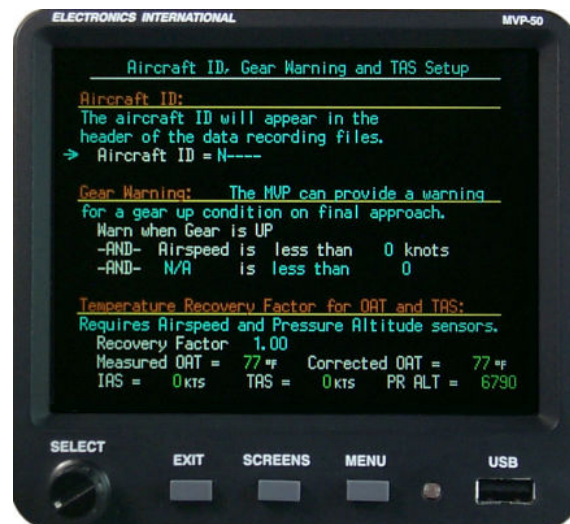 ELECTRONICS INTERNATIONAL MVP-50
Aircraft ID, Gear Warning and TAS Setup
Aircraft ID:
The aircraft ID will appear in the
header of the data recording files.
→ Aircraft ID = N----
Gear Warning: The MVP can provide a warning
for a gear up condition on final approach.
Warn when Gear is UP
-AND- Airspeed is less than 0 knots
-AND- N/A is less than 0
Temperature Recovery Factor for OAT and TAS:
Requires Airspeed and Pressure Altitude sensors.
Recovery Factor 1.00
Measured OAT = 77 °F Corrected OAT = 77 °F
IAS = 0 KTS TAS = 0 KTS PR ALT = 6790
SELECT EXIT SCREENS MENU USB